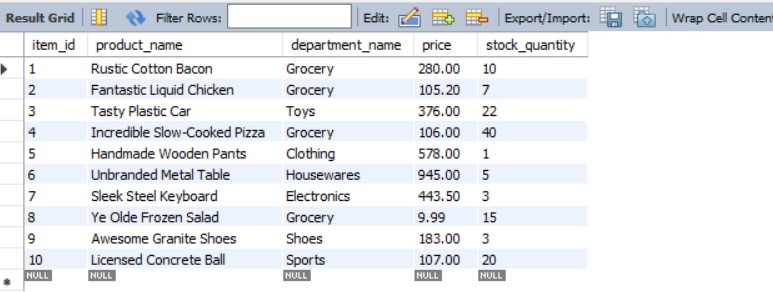 Result Grid Filter Rows: Edit: Export/Import: Wrap Cell Conten
item_id product_name department_name price stock_quantity
1 Rustic Cotton Bacon Grocery 280.00 10
2 Fantastic Liquid Chicken Grocery 105.20 7
3 Tasty Plastic Car Toys 376.00 22
4 Incredible Slow-Cooked Pizza Grocery 106.00 40
5 Handmade Wooden Pants Clothing 578.00 1
6 Unbranded Metal Table Housewares 945.00 5
7 Sleek Steel Keyboard Electronics 443.50 3
8 Ye Olde Frozen Salad Grocery 9.99 15
9 Awesome Granite Shoes Shoes 183.00 3
10 Licensed Concrete Ball Sports 107.00 20
NULL NULL NULL NULL NULL